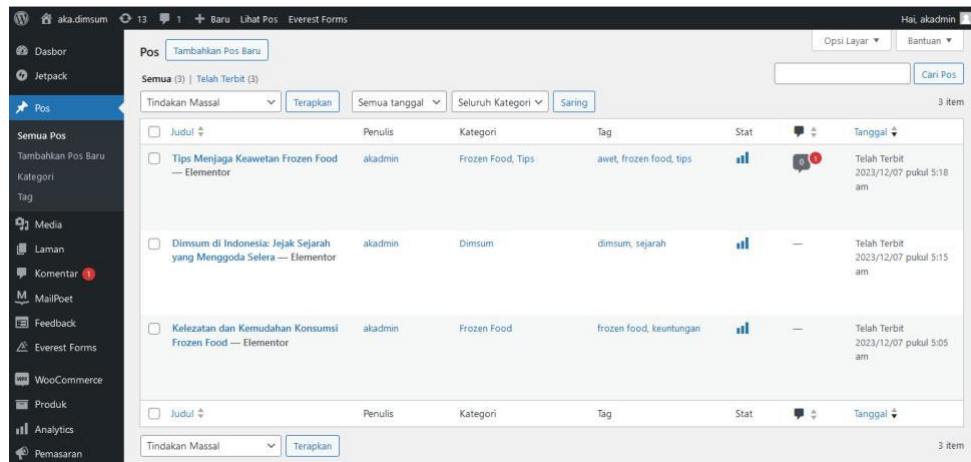 aka.dimsum 13 1 + Baru Lihat Pos Everest Forms Hai, akadmin
Dasbor
Jetpack
Pos
Semua Pos
Tambahkan Pos Baru
Kategori
Tag
Media
Laman
Komentar 1
MailPoet
Feedback
Everest Forms
WooCommerce
Produk
Analytics
Pemasaran
Pos Tambahkan Pos Baru
Opsi Layar ▼ Bantuan ▼
Semua (3) | Telah Terbit (3)
Cari Pos
Tindakan Massal Terapkan Semua tanggal Seluruh Kategori Saring 3 item
Judul Penulis Kategori Tag Stat Tanggal
Tips Menjaga Keawetan Frozen Food akadmin Frozen Food, Tips awet, frozen food, tips 0 1 Telah Terbit
— Elementor 2023/12/07 pukul 5:18
am
Dimsum di Indonesia: Jejak Sejarah akadmin Dimsum dimsum, sejarah — Telah Terbit
yang Menggoda Selera — Elementor 2023/12/07 pukul 5:15
am
Kelezatan dan Kemudahan Konsumsi akadmin Frozen Food frozen food, keuntungan — Telah Terbit
Frozen Food — Elementor 2023/12/07 pukul 5:05
am
Judul Penulis Kategori Tag Stat Tanggal
Tindakan Massal Terapkan 3 item